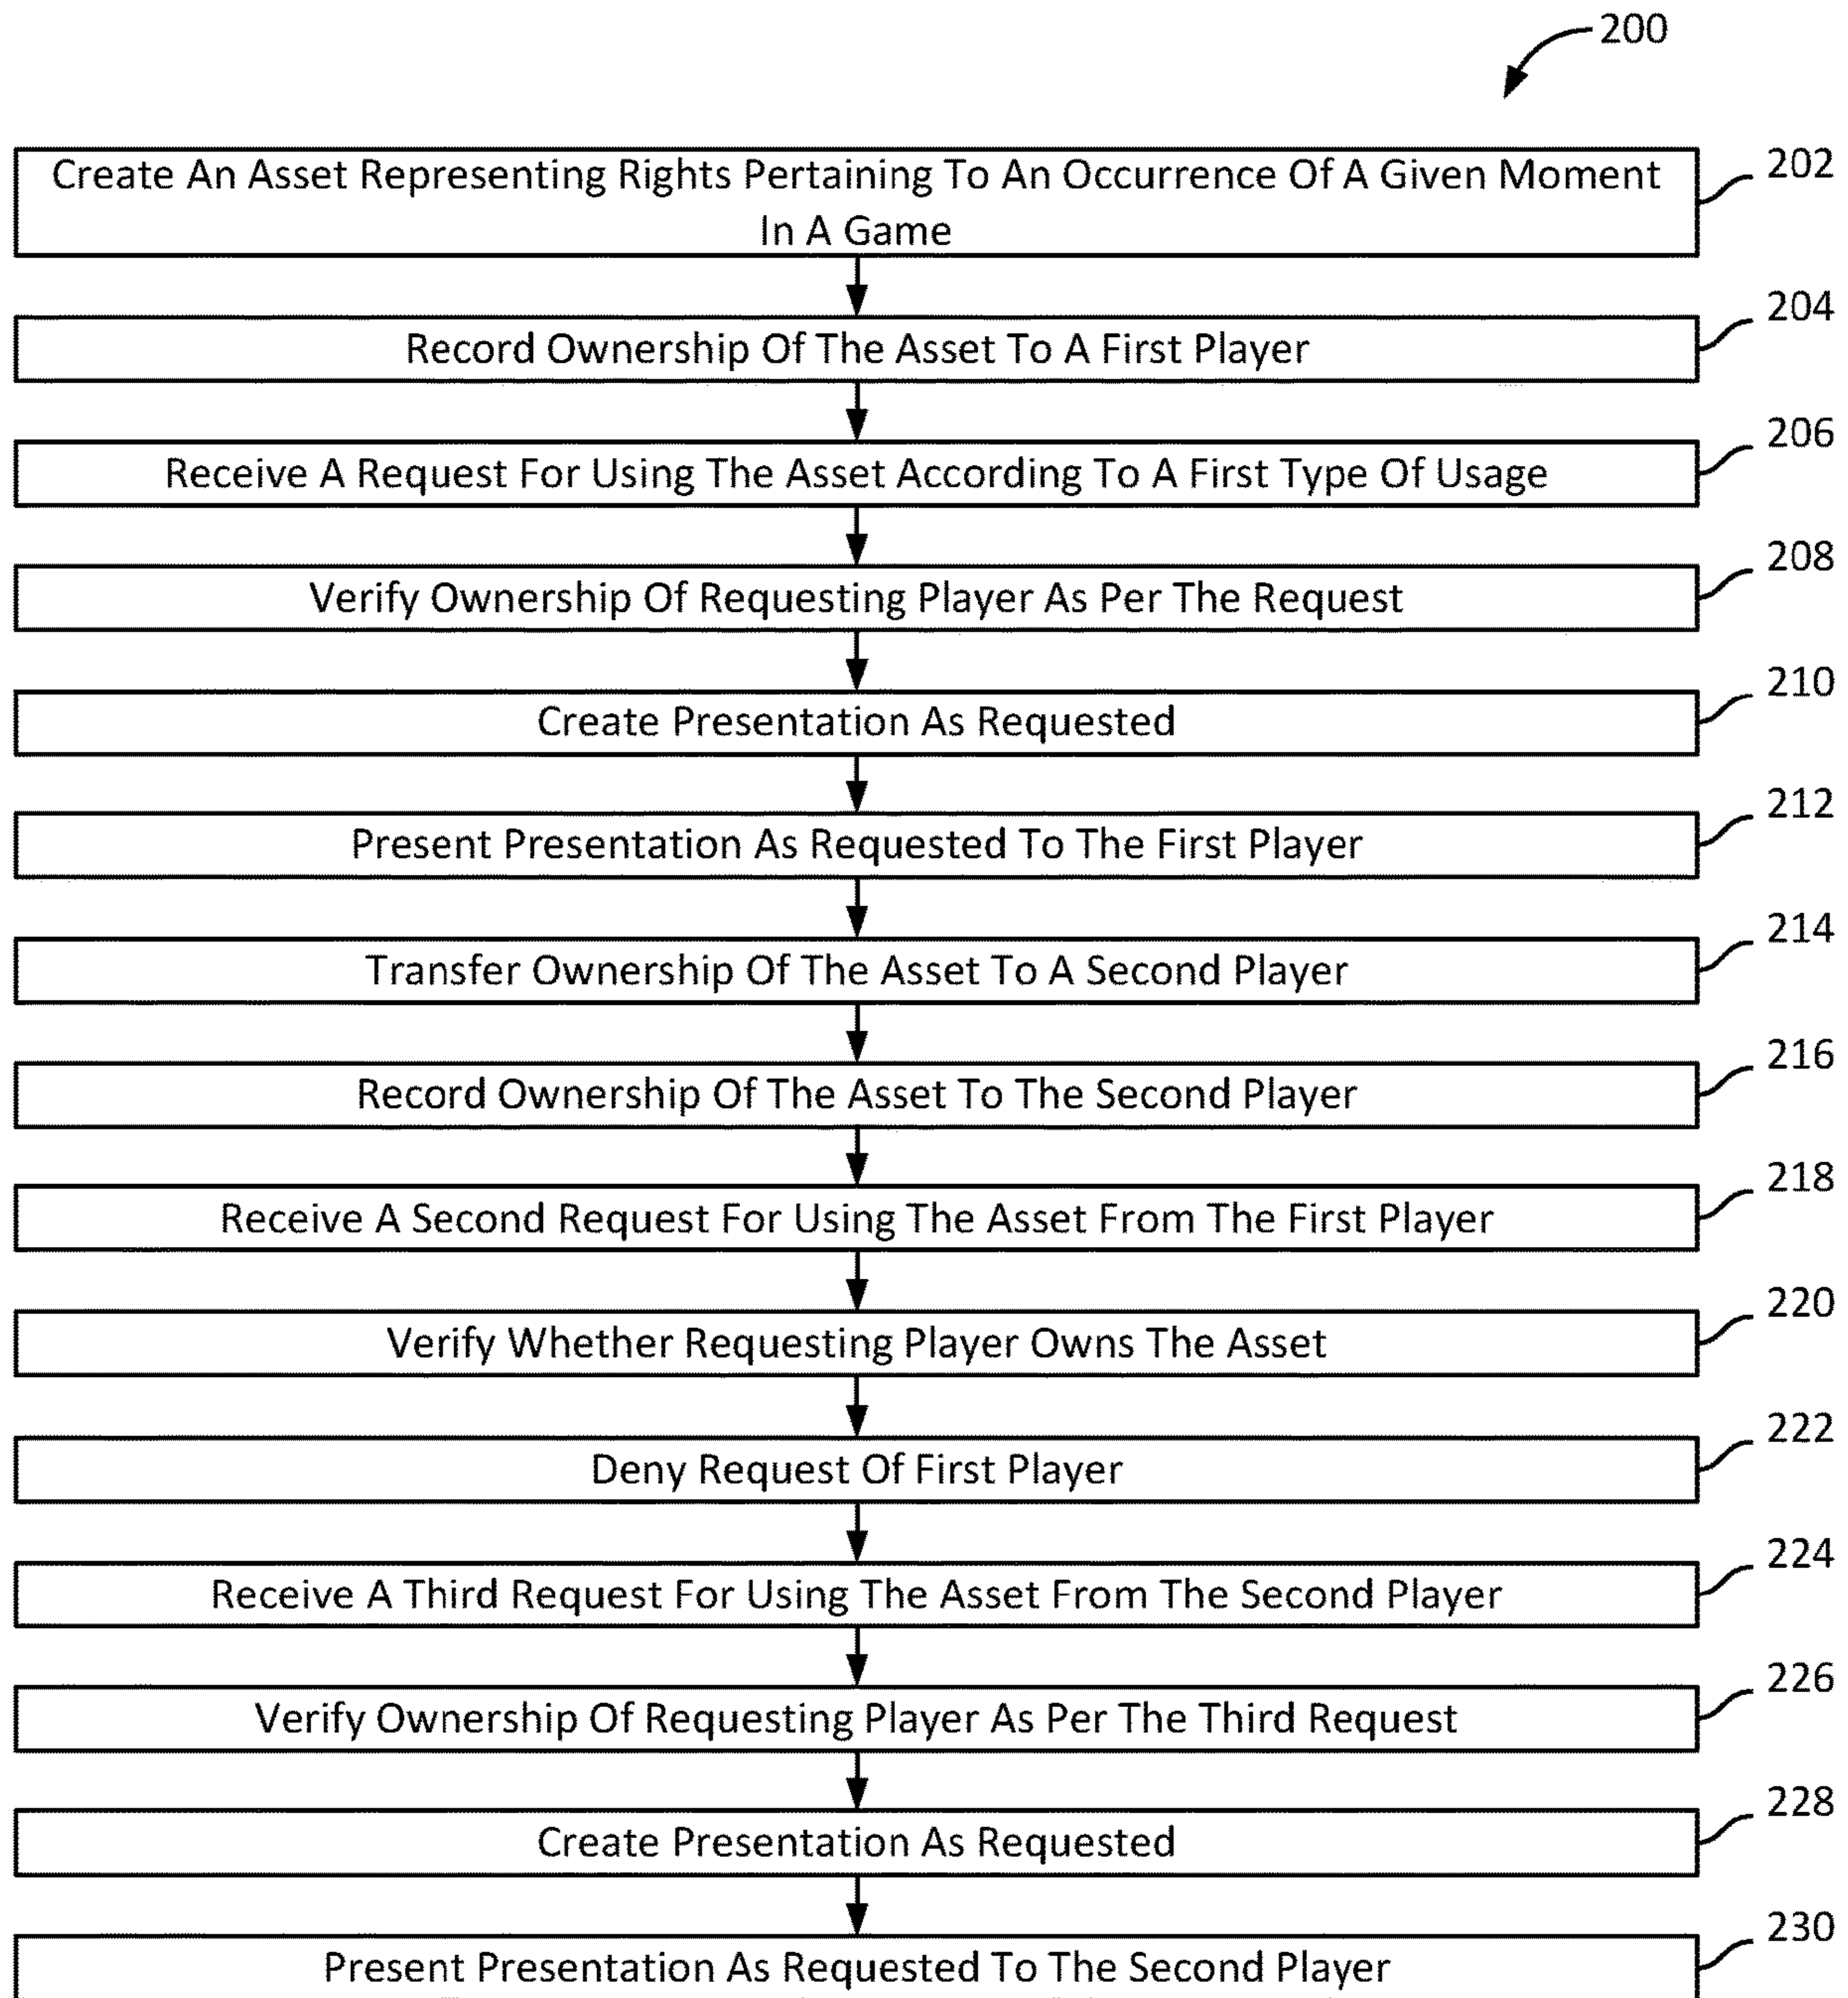 200
Create An Asset Representing Rights Pertaining To An Occurrence Of A Given Moment
In A Game
202
Record Ownership Of The Asset To A First Player
204
Receive A Request For Using The Asset According To A First Type Of Usage
206
Verify Ownership Of Requesting Player As Per The Request
208
Create Presentation As Requested
210
Present Presentation As Requested To The First Player
212
Transfer Ownership Of The Asset To A Second Player
214
Record Ownership Of The Asset To The Second Player
216
Receive A Second Request For Using The Asset From The First Player
218
Verify Whether Requesting Player Owns The Asset
220
Deny Request Of First Player
222
Receive A Third Request For Using The Asset From The Second Player
224
Verify Ownership Of Requesting Player As Per The Third Request
226
Create Presentation As Requested
228
Present Presentation As Requested To The Second Player
230